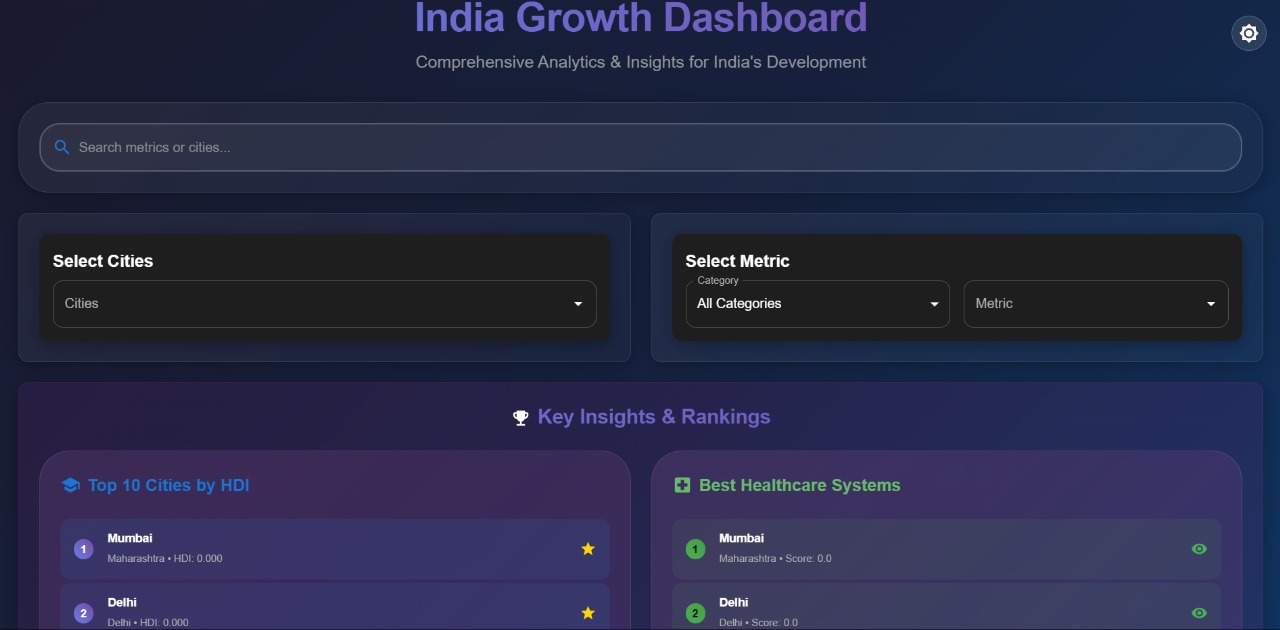 India Growth Dashboard
Comprehensive Analytics & Insights for India's Development
Search metrics or cities...
Select Cities
Cities
Select Metric
Category
All Categories
Metric
Key Insights & Rankings
Top 10 Cities by HDI
1
Mumbai
Maharashtra • HDI: 0.000
2
Delhi
Delhi • HDI: 0.000
Best Healthcare Systems
1
Mumbai
Maharashtra • Score: 0.0
2
Delhi
Delhi • Score: 0.0